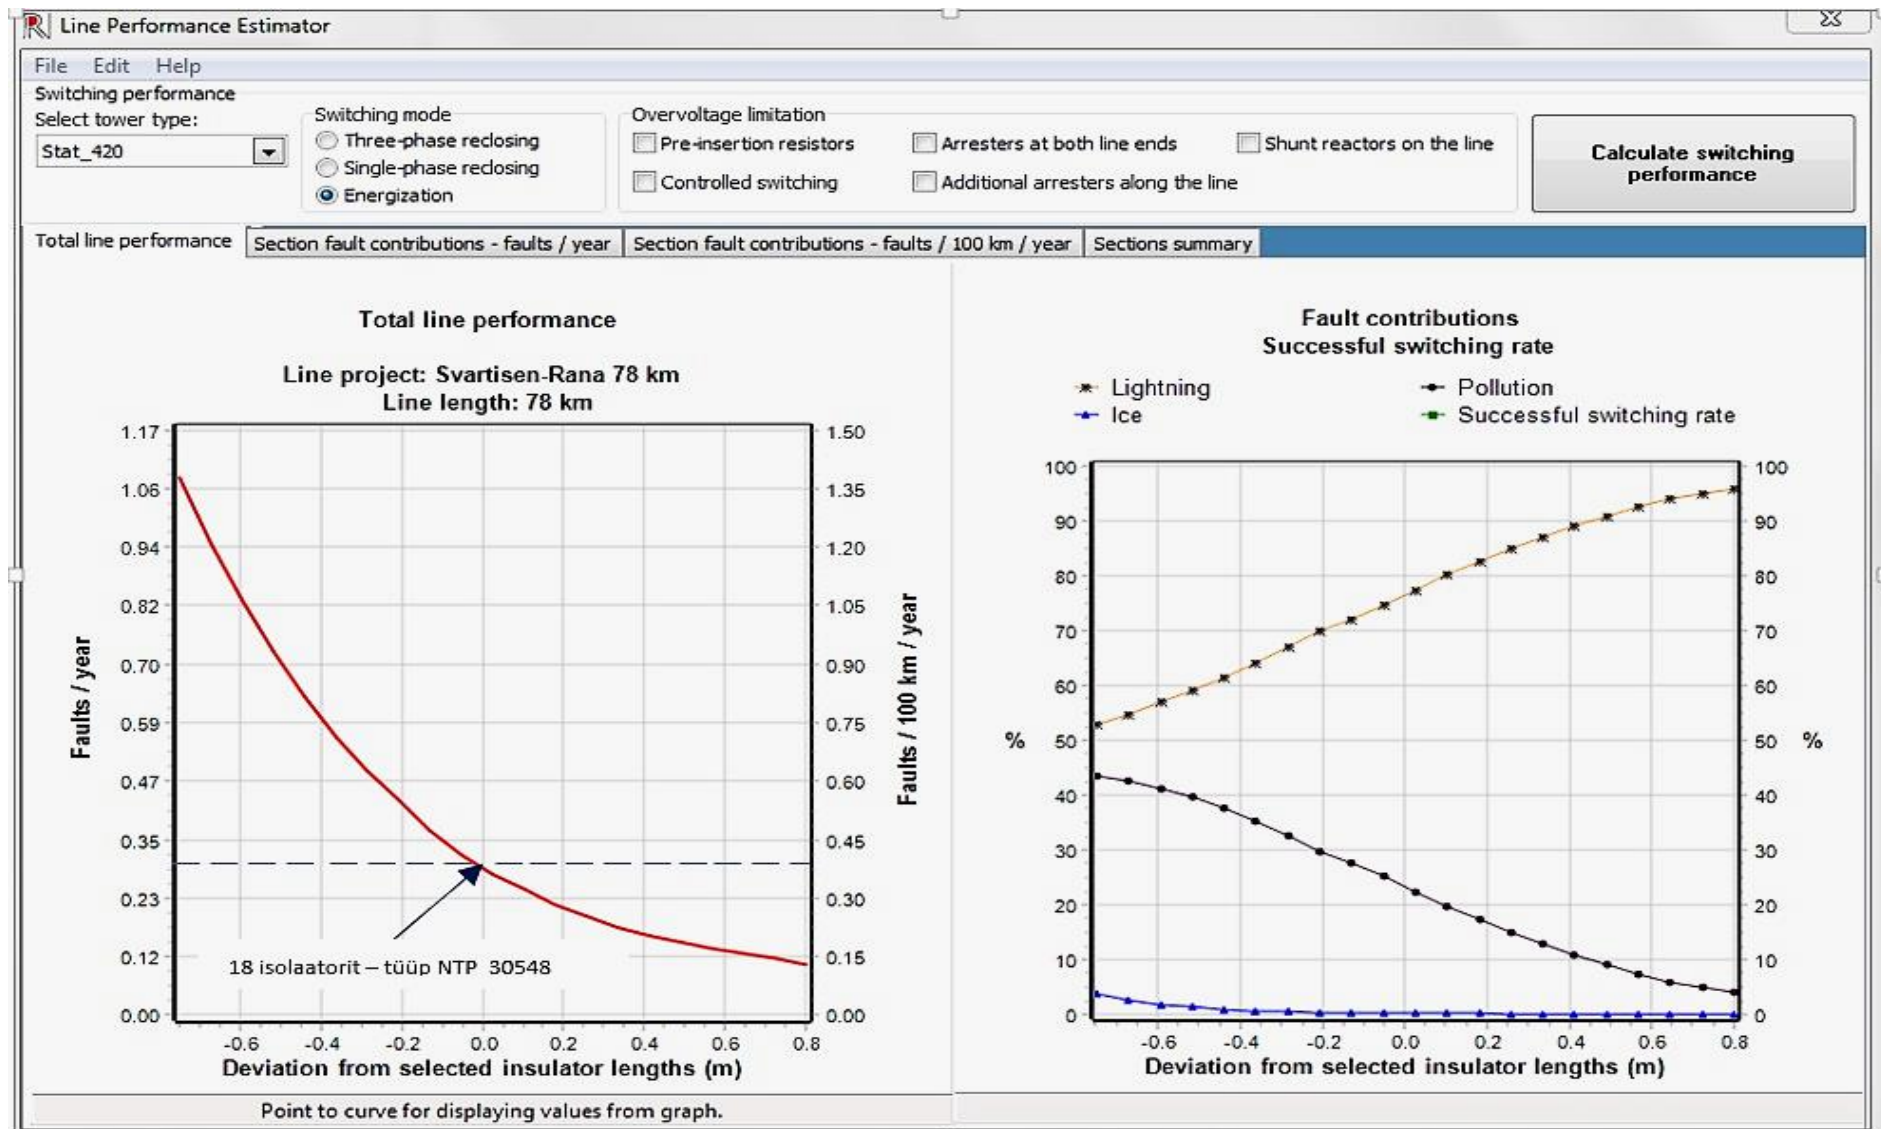 Line Performance Estimator
File Edit Help
Switching performance
Select tower type:
Stat_420
Switching mode
Three-phase reclosing
Single-phase reclosing
Energization
Overvoltage limitation
Pre-insertion resistors
Arresters at both line ends
Shunt reactors on the line
Controlled switching
Additional arresters along the line
Calculate switching
performance
Total line performance
Section fault contributions - faults / year
Section fault contributions - faults / 100 km / year
Sections summary
Total line performance
Line project: Svartisen-Rana 78 km
Line length: 78 km
1.17
1.06
0.94
0.82
0.70
0.59
0.47
0.35
0.23
0.12
0.00
Faults / year
1.50
1.35
1.20
1.05
0.90
0.75
0.60
0.45
0.30
0.15
0.00
Faults / 100 km / year
18 isolaatorit – tüüp NTP 30548
-0.6 -0.4 -0.2 0.0 0.2 0.4 0.6 0.8
Deviation from selected insulator lengths (m)
Point to curve for displaying values from graph.
Fault contributions
Successful switching rate
Lightning
Pollution
Ice
Successful switching rate
100
90
80
70
60
50
40
30
20
10
0
%
100
90
80
70
60
50
40
30
20
10
0
%
-0.6 -0.4 -0.2 0.0 0.2 0.4 0.6 0.8
Deviation from selected insulator lengths (m)